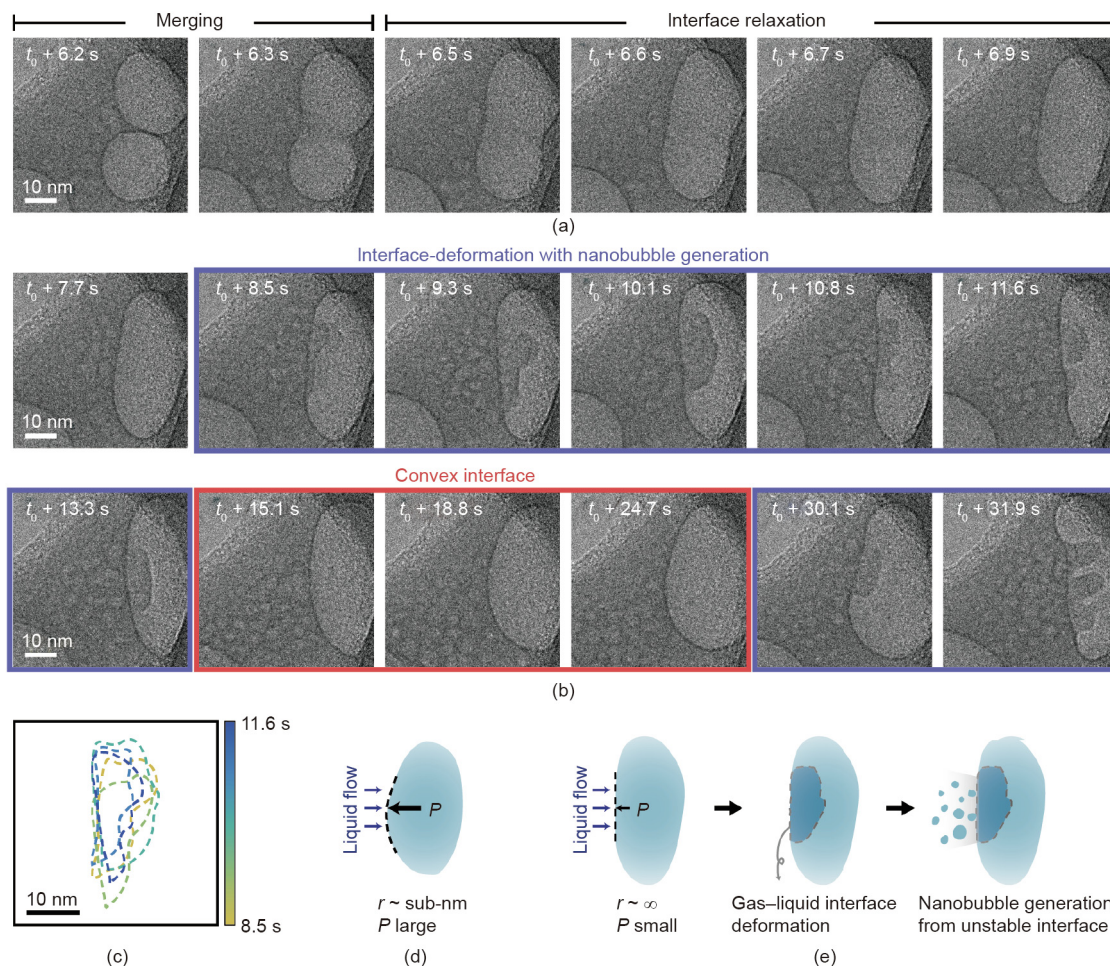 Merging
Interface relaxation
t0 + 6.2 s
t0 + 6.3 s
t0 + 6.5 s
t0 + 6.6 s
t0 + 6.7 s
t0 + 6.9 s
10 nm
(a)
Interface-deformation with nanobubble generation
t0 + 7.7 s
t0 + 8.5 s
t0 + 9.3 s
t0 + 10.1 s
t0 + 10.8 s
t0 + 11.6 s
10 nm
Convex interface
t0 + 13.3 s
t0 + 15.1 s
t0 + 18.8 s
t0 + 24.7 s
t0 + 30.1 s
t0 + 31.9 s
10 nm
(b)
11.6 s
8.5 s
10 nm
(c)
Liquid flow
P
r ~ sub-nm
P large
(d)
Liquid flow
P
r ~ ∞
P small
Gas–liquid interface
deformation
Nanobubble generation
from unstable interface
(e)